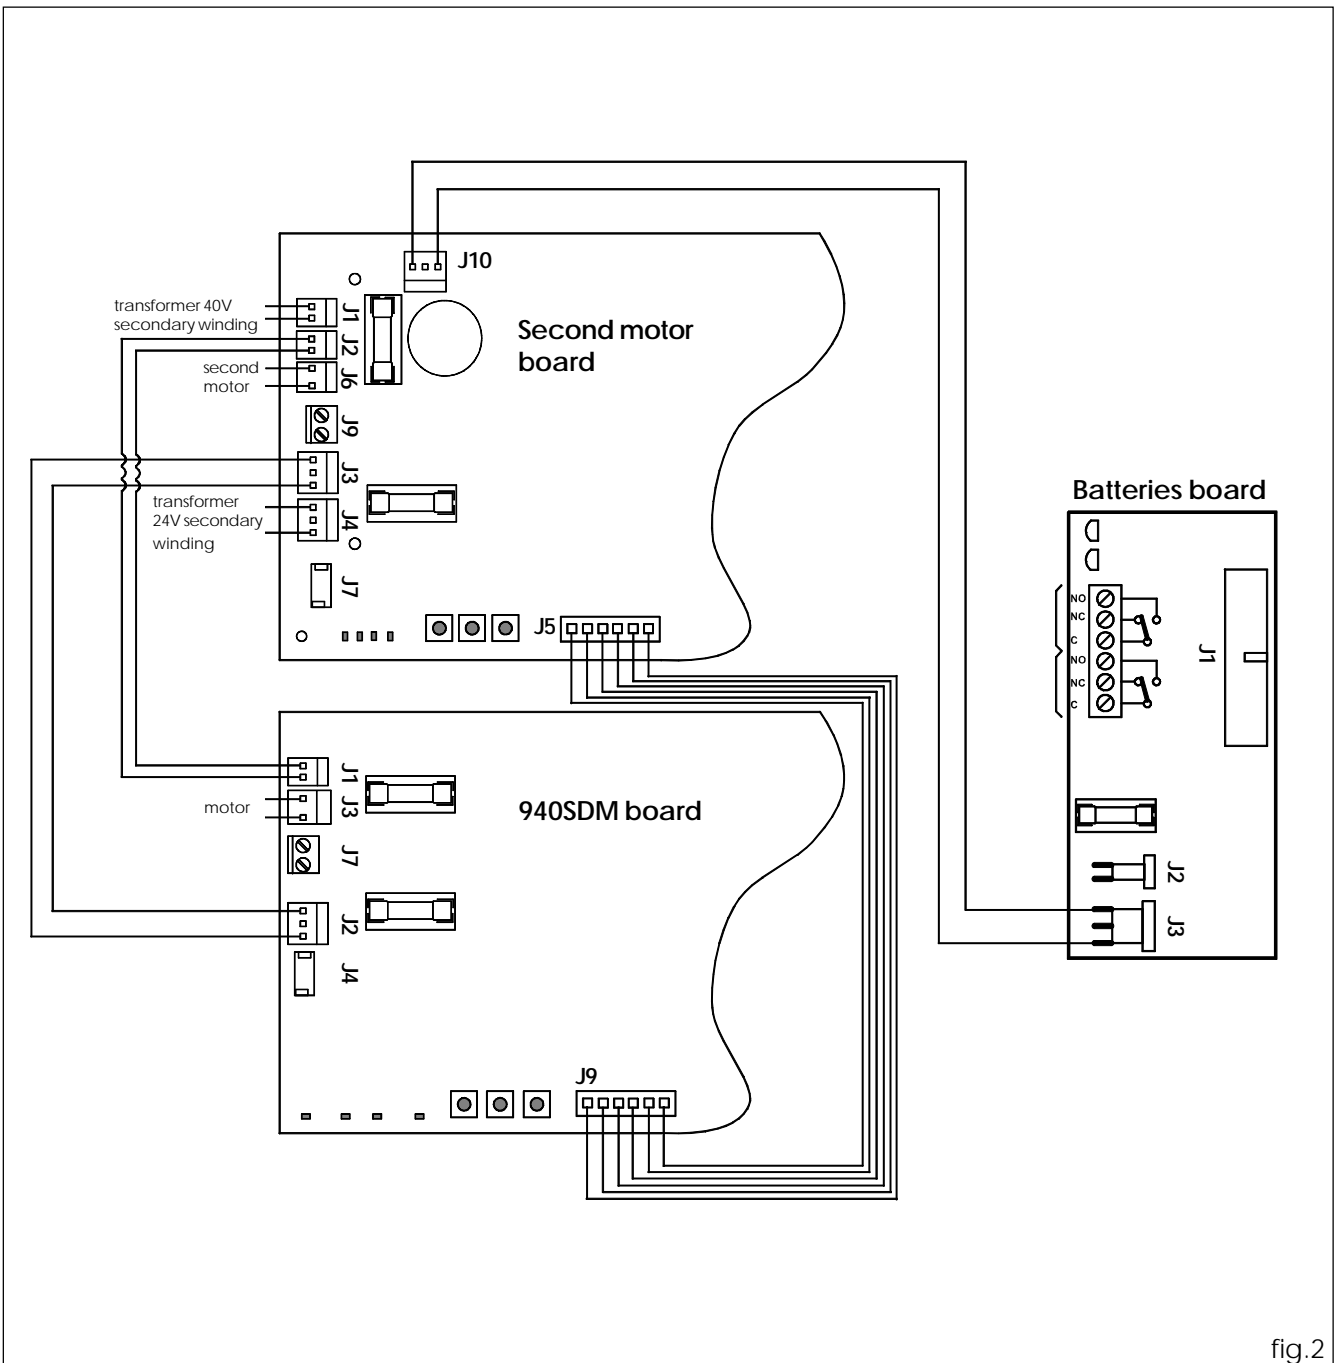 J10
transformer 40V
secondary winding
J1
Second motor
board
J2
second
motor
J6
J9
J3
transformer
24V secondary
winding
J4
J7
J5
Batteries board
NO
NC
C
NO
NC
C
J1
J2
J3
J1
motor
J3
940SDM board
J7
J2
J4
J9
fig.2